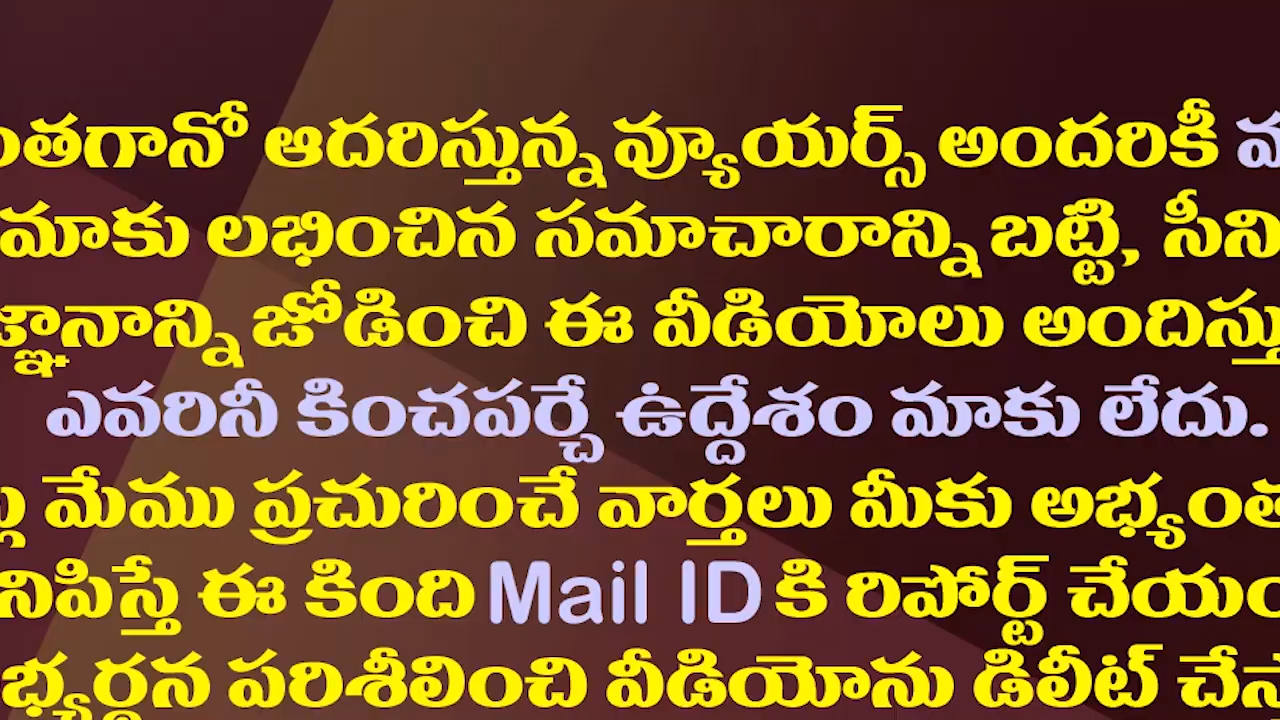 ంతగానో ఆదరిస్తున్న వ్యూయర్స్ అందరికీ
మాకు లభించిన సమాచారాన్ని బట్టి, సీని
జ్ఞానాన్ని జోడించి ఈ వీడియోలు అందిస్తు
ఎవరినీ కించపర్చే ఉద్దేశం మాకు లేదు.
మేము ప్రచురించే వార్తలు మీకు అభ్యంత
నిపిస్తే ఈ కింది Mail ID కి రిపోర్ట్ చేయం
భ్యర్థన పరిశీలించి వీడియోను డిలీట్ చేస